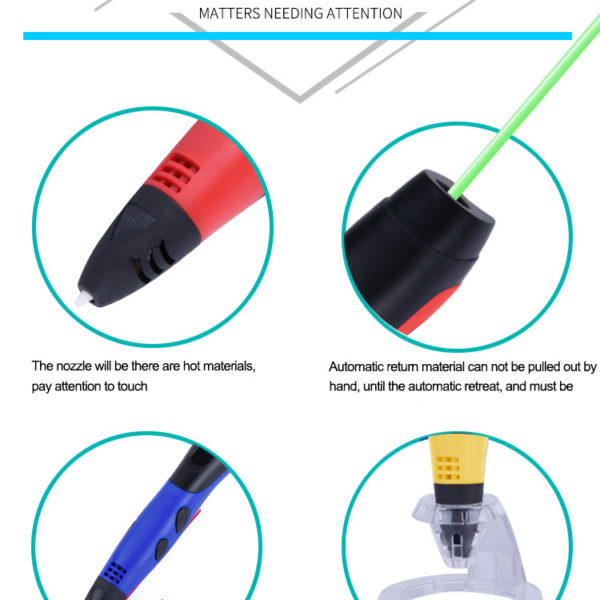 MATTERS NEEDING ATTENTION
The nozzle will be there are hot materials,
pay attention to touch
Automatic return material can not be pulled out by
hand, until the automatic retreat, and must be